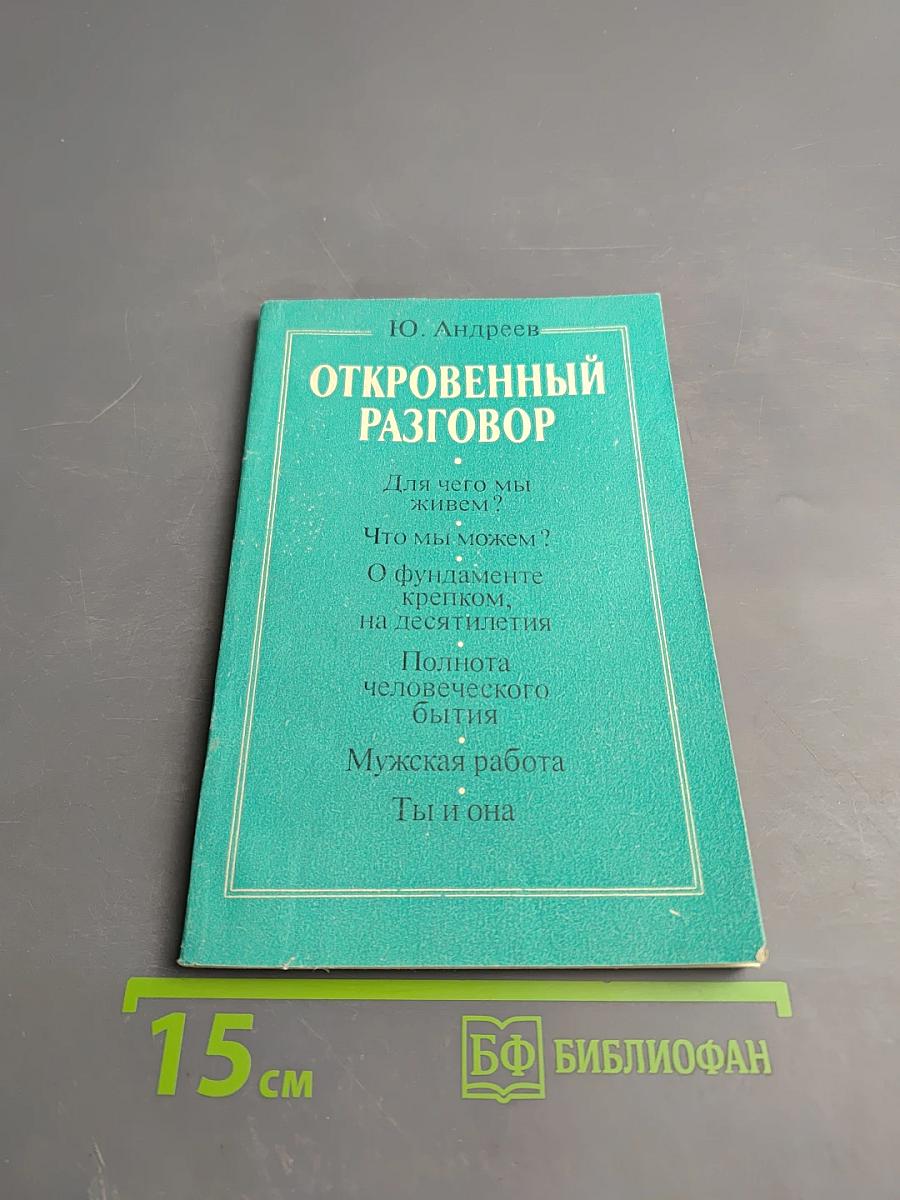 Ю. Андреев
ОТКРОВЕННЫЙ
РАЗГОВОР
Для чего мы
живем?
Что мы можем?
О фундаменте
крепком,
на десятилетия
Полнота
человеческого
бытия
Мужская работа
Ты и она
15 см
БФ БИБЛИОФАН